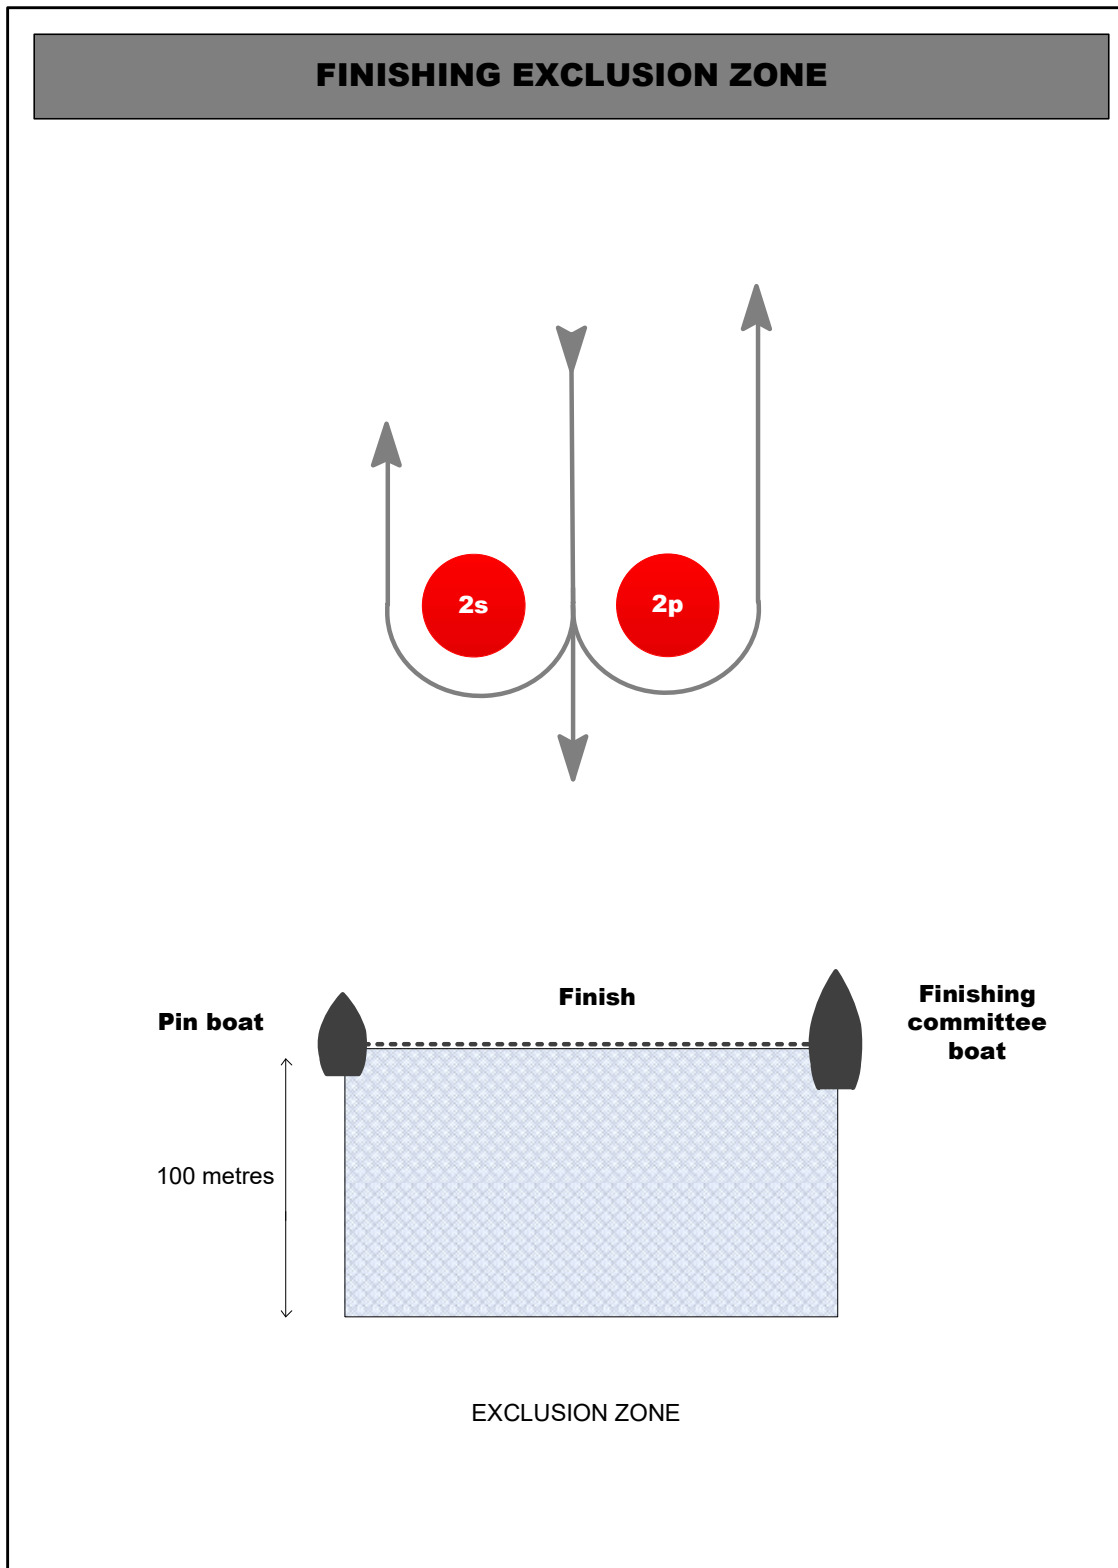 FINISHING EXCLUSION ZONE
2s
2p
Finish
Pin boat
Finishing
committee
boat
100 metres
EXCLUSION ZONE